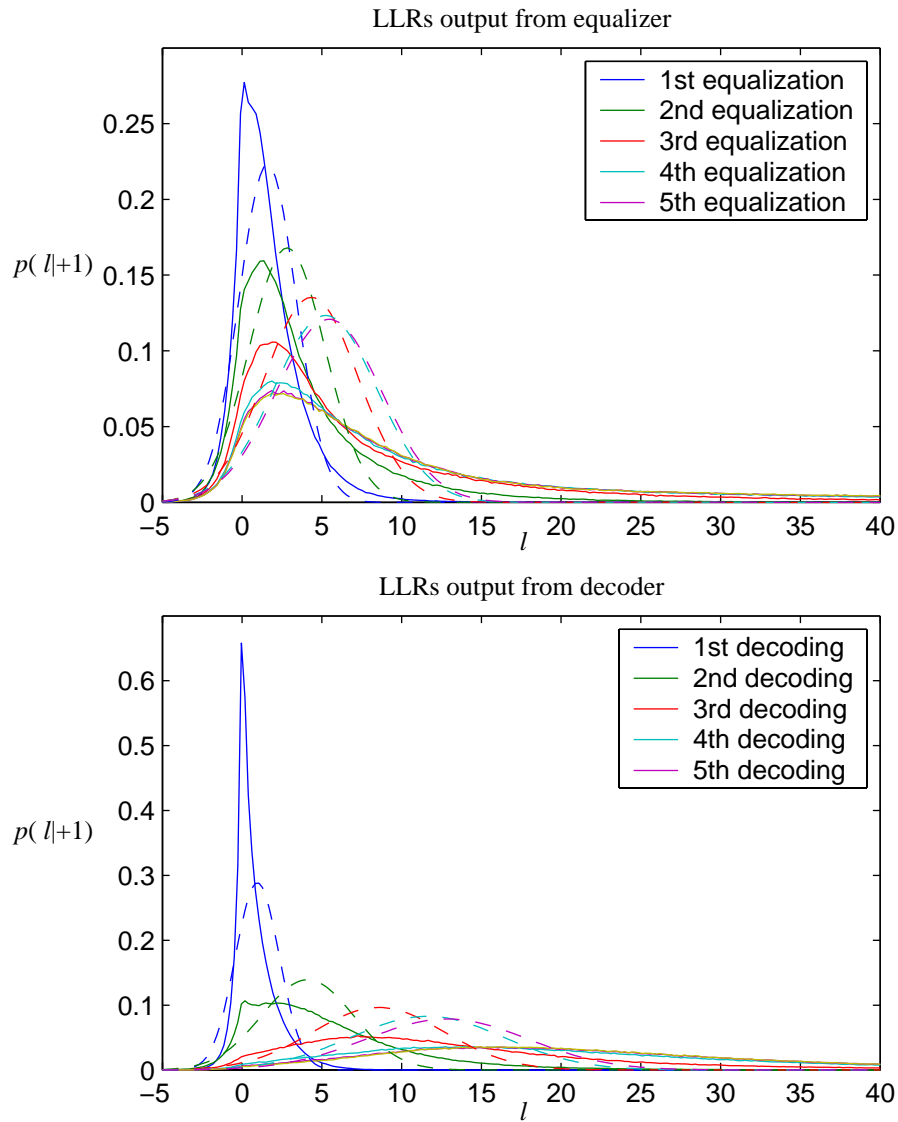 LLRs output from equalizer
1st equalization
2nd equalization
3rd equalization
4th equalization
5th equalization
0.25
0.2
0.15
0.1
0.05
0
p( l|+1)
−5 0 5 10 15 20 25 30 35 40
l
LLRs output from decoder
1st decoding
2nd decoding
3rd decoding
4th decoding
5th decoding
0.6
0.5
0.4
0.3
0.2
0.1
0
p( l|+1)
−5 0 5 10 15 20 25 30 35 40
l